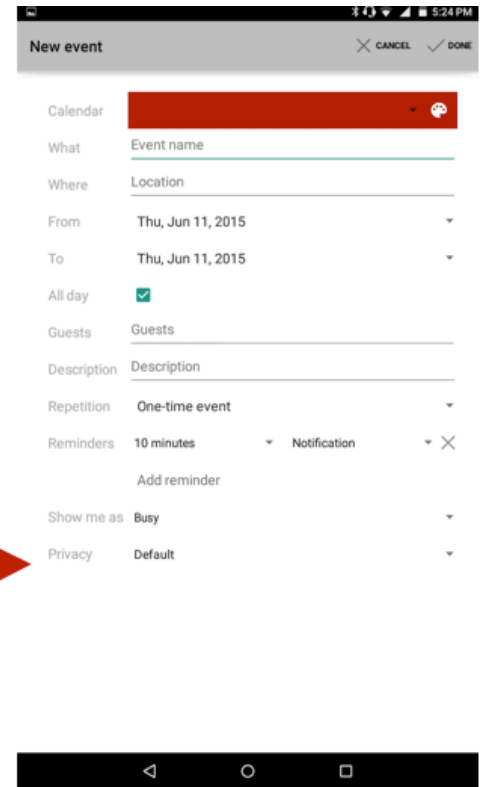 5:24 PM
New event CANCEL DONE
Calendar
What Event name
Where Location
From Thu, Jun 11, 2015
To Thu, Jun 11, 2015
All day
Guests Guests
Description Description
Repetition One-time event
Reminders 10 minutes Notification
Add reminder
Show me as Busy
Privacy Default